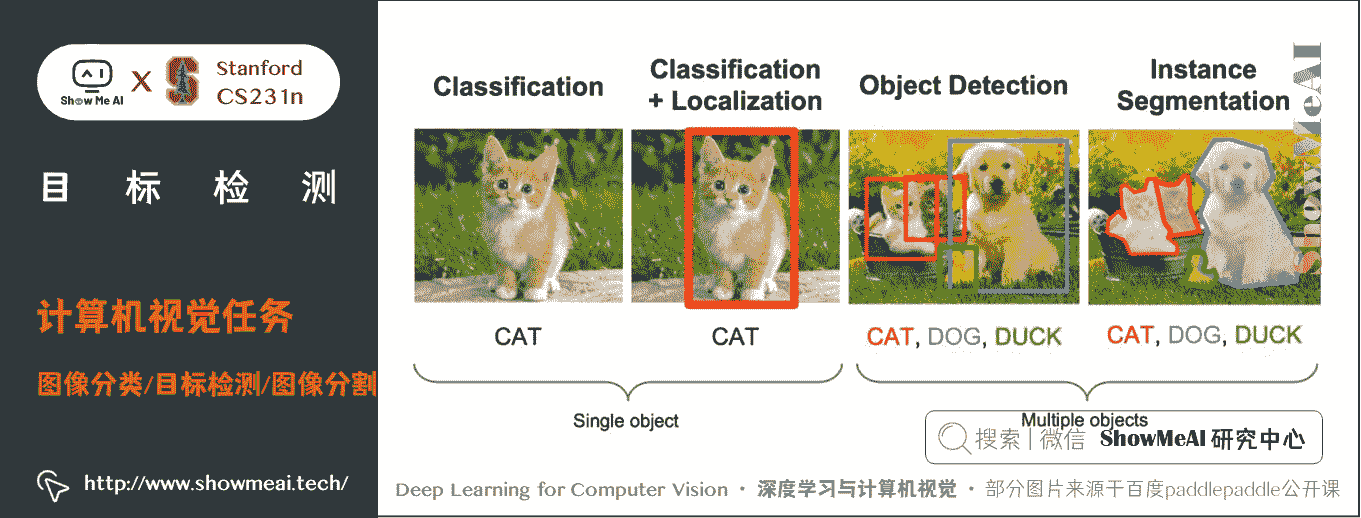 Show Me AI
X
Stanford
CS231n
目标检测
计算机视觉任务
图像分类/目标检测/图像分割
http://www.showmeai.tech/
Classification
Classification
+ Localization
Object Detection
Instance
Segmentation
ShowMeAI
CAT
CAT
CAT, DOG, DUCK
CAT, DOG, DUCK
Single object
Multiple objects
搜索 | 微信 ShowMeAI 研究中心
Deep Learning for Computer Vision · 深度学习与计算机视觉 · 部分图片来源于百度paddlepaddle公开课